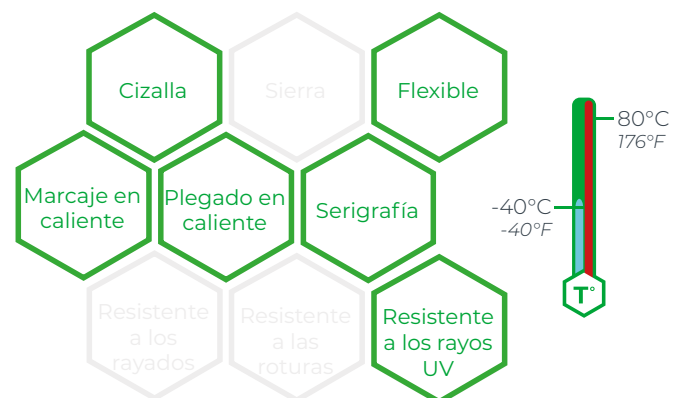 Cizalla
Sierra
Flexible
Marcaje en
caliente
Plegado en
caliente
Serigrafía
Resistente
a los
rayados
Resistente
a las
roturas
Resistente
a los rayos
UV
80°C
176°F
-40°C
-40°F
T°